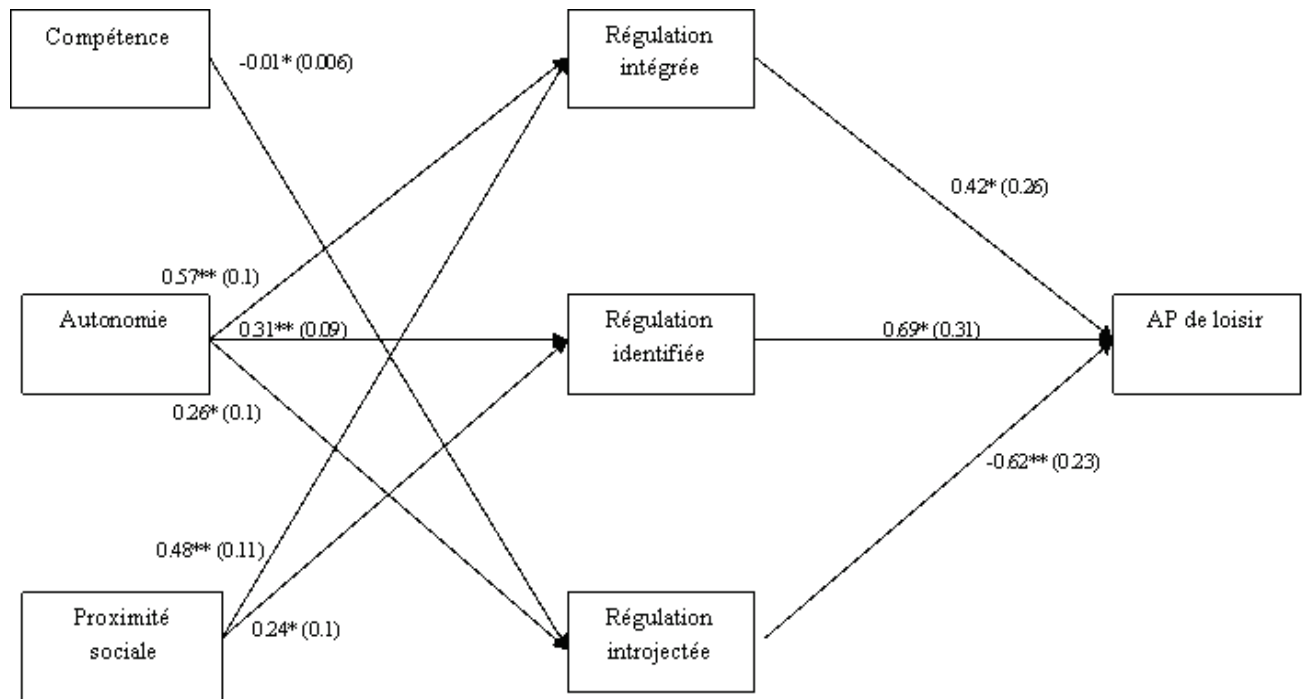 Compétence
Régulation
intégrée
-0.01* (0.006)
0.42* (0.26)
0.57** (0.1)
Autonomie
0.31** (0.09)
Régulation
identifiée
0.69* (0.31)
AP de loisir
0.26* (0.1)
-0.62** (0.23)
0.48** (0.11)
Proximité
sociale
0.24* (0.1)
Régulation
introjectée